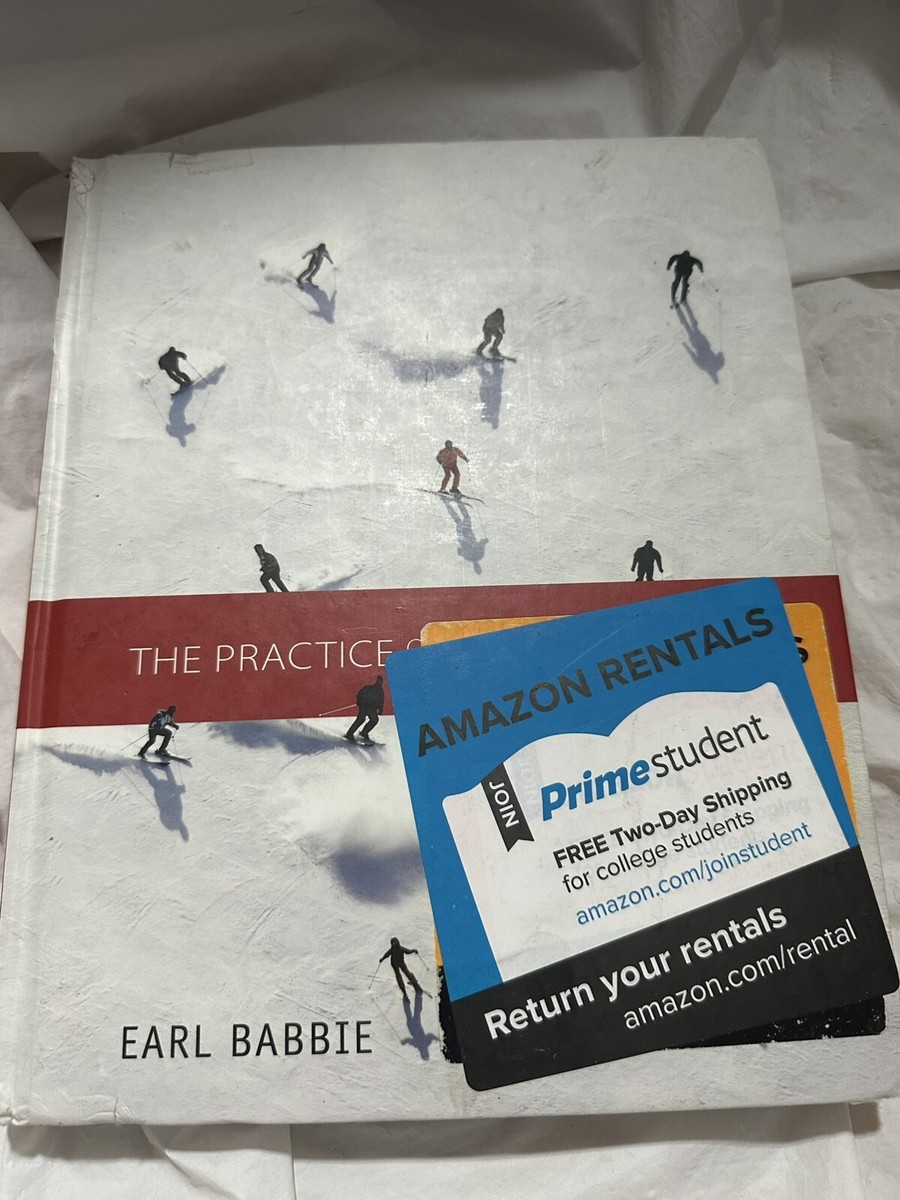 THE PRACTICE
AMAZON RENTALS
S
JOIN
Primestudent
FREE Two-Day Shipping
for college students
amazon.com/joinstudent
Return your rentals
amazon.com/rental
EARL BABBIE